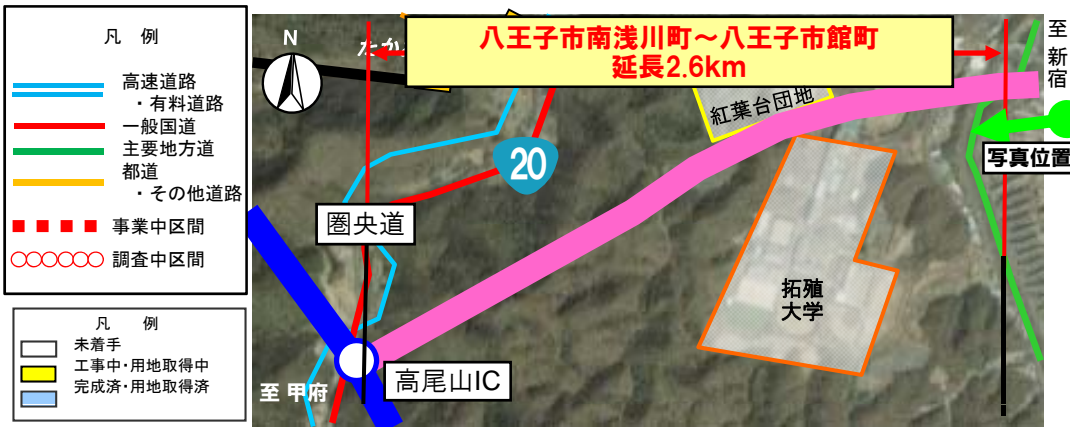 凡 例
高速道路
・有料道路
一般国道
主要地方道
都道
・その他道路
事業中区間
調査中区間
凡 例
未着手
工事中・用地取得中
完成済・用地取得済
N
たか
八王子市南浅川町～八王子市館町
延長2.6km
至
新
宿
紅葉台団地
写真位置
20
圏央道
拓殖
大学
高尾山IC
至 甲府